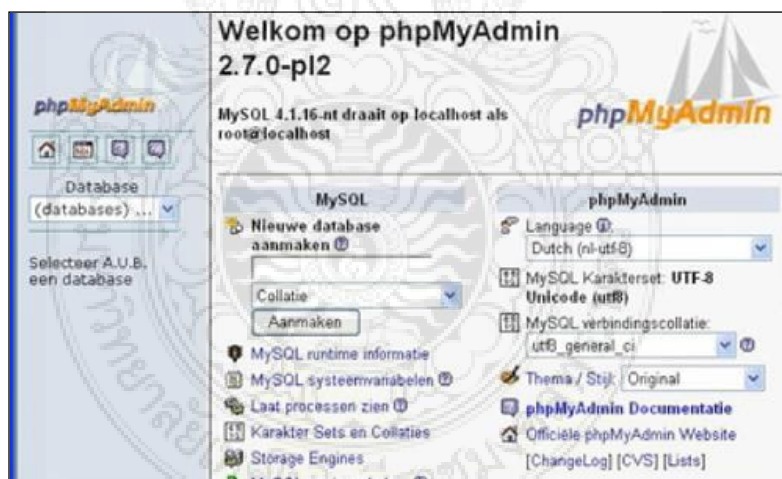 phpMyAdmin
Database
(databases) ...
Selecteer A.U.B.
een database
Welkom op phpMyAdmin
2.7.0-pl2
MySQL 4.1.16-nt draait op localhost als
root@localhost
phpMyAdmin
MySQL
Nieuwe database
aanmaken
Collatie
Aanmaken
MySQL runtime informatie
MySQL systeemvariabelen
Laat processen zien
Karakter Sets en Collaties
Storage Engines
phpMyAdmin
Language
Dutch (nl-utf-8)
MySQL Karakterset: UTF-8
Unicode (utf8)
MySQL verbindingscollatie:
utf8_general_ci
Thema / Stijl: Original
phpMyAdmin Documentatie
Officiële phpMyAdmin Website
[ChangeLog] [CVS] [Lists]